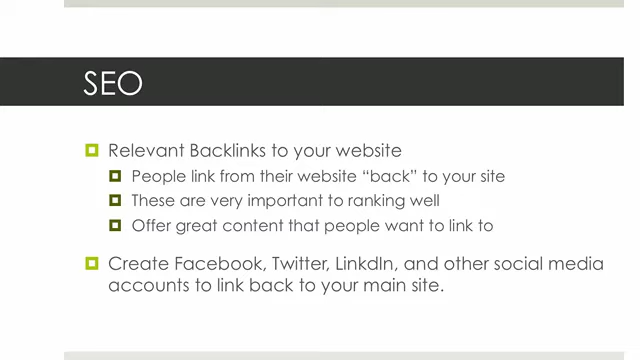 SEO
Relevant Backlinks to your website
People link from their website “back” to your site
These are very important to ranking well
Offer great content that people want to link to
Create Facebook, Twitter, LinkdIn, and other social media
accounts to link back to your main site.